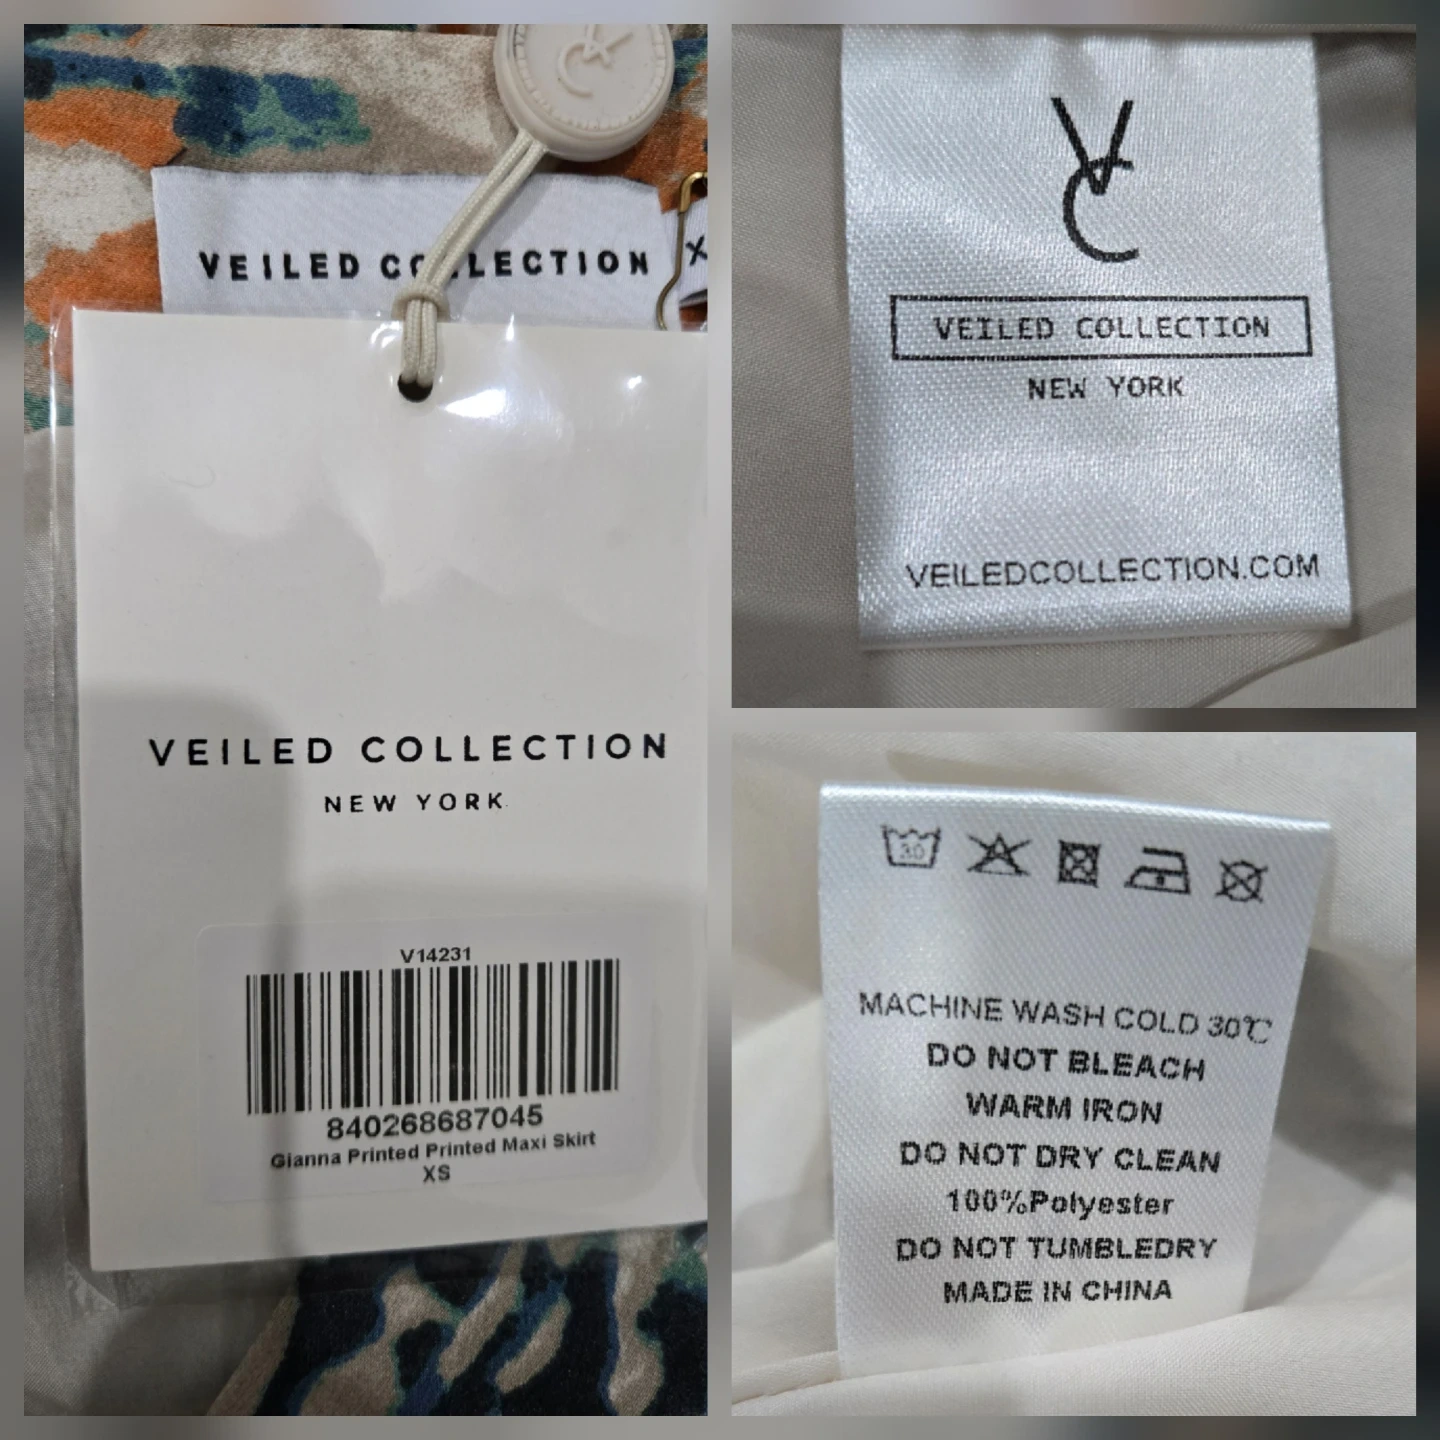 VC
VEILED COLLECTION
X
VEILED COLLECTION
NEW YORK
V14231
840268687045
Gianna Printed Printed Maxi Skirt
XS
VC
VEILED COLLECTION
NEW YORK
VEILEDCOLLECTION.COM
30
MACHINE WASH COLD 30℃
DO NOT BLEACH
WARM IRON
DO NOT DRY CLEAN
100%Polyester
DO NOT TUMBLEDRY
MADE IN CHINA